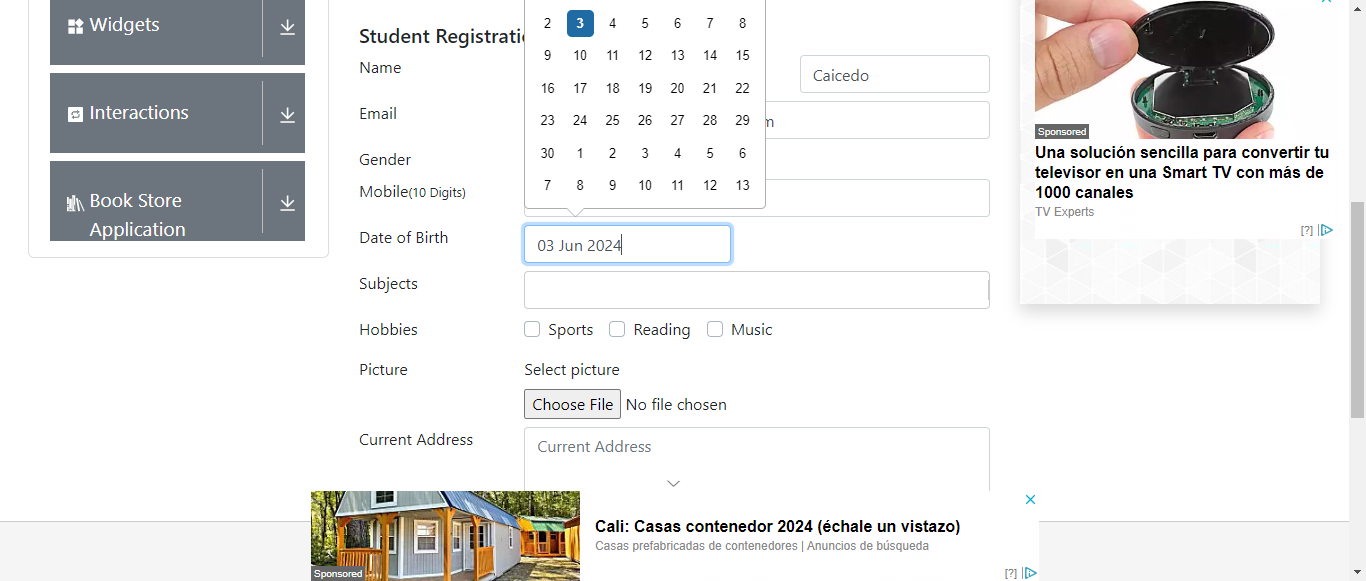 Widgets
Interactions
Book Store
Application
Student Registrati
Name
Caicedo
Email
m
Gender
Mobile(10 Digits)
2 3 4 5 6 7 8
9 10 11 12 13 14 15
16 17 18 19 20 21 22
23 24 25 26 27 28 29
30 1 2 3 4 5 6
7 8 9 10 11 12 13
Date of Birth
03 Jun 2024
Subjects
Hobbies
Sports Reading Music
Picture
Select picture
Choose File No file chosen
Current Address
Current Address
Sponsored
Una solución sencilla para convertir tu
televisor en una Smart TV con más de
1000 canales
TV Experts
[?]
Sponsored
Cali: Casas contenedor 2024 (échale un vistazo)
Casas prefabricadas de contenedores | Anuncios de búsqueda
[?]